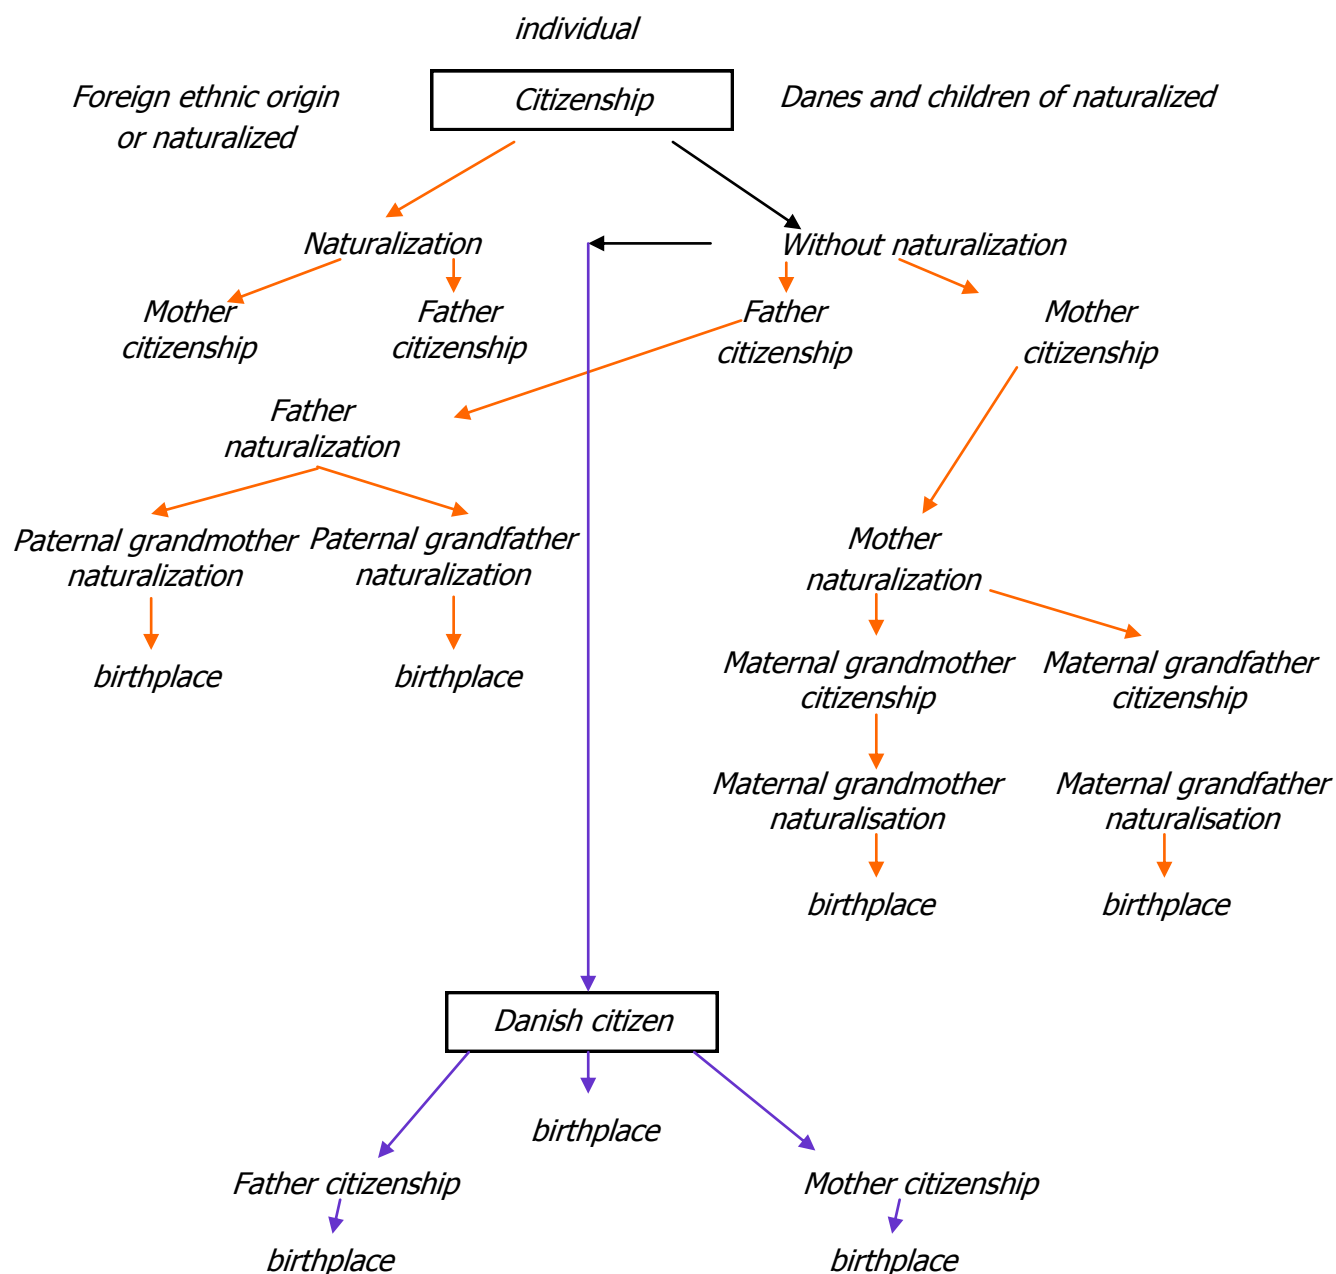 individual
Foreign ethnic origin
or naturalized
Citizenship
Danes and children of naturalized
Naturalization
Without naturalization
Mother
citizenship
Father
citizenship
Father
citizenship
Mother
citizenship
Father
naturalization
Paternal grandmother
naturalization
Paternal grandfather
naturalization
Mother
naturalization
birthplace
birthplace
Maternal grandmother
citizenship
Maternal grandfather
citizenship
Maternal grandmother
naturalisation
Maternal grandfather
naturalisation
birthplace
birthplace
Danish citizen
birthplace
Father citizenship
Mother citizenship
birthplace
birthplace